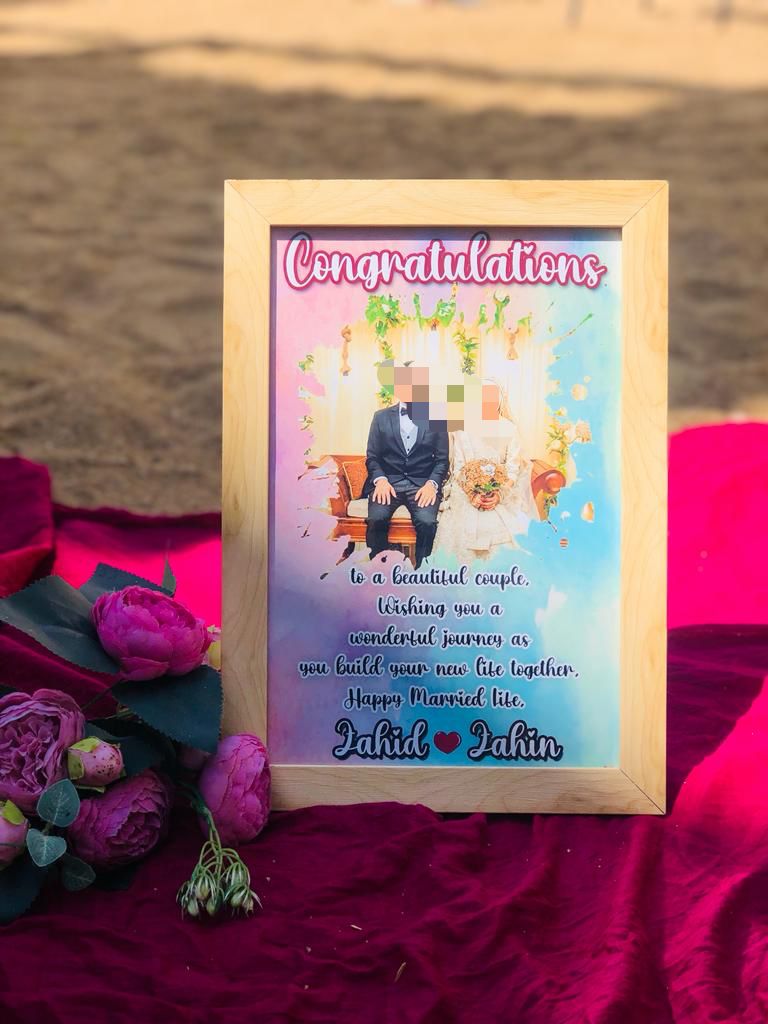 Congratulations
to a beautiful couple,
Wishing you a
wonderful journey as
you build your new life together,
Happy Married life,
Zahid Zahin